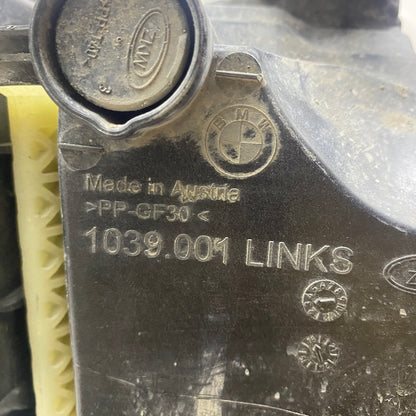 BMW
Made in Austria
>PP-GF30<
1039.001 LINKS